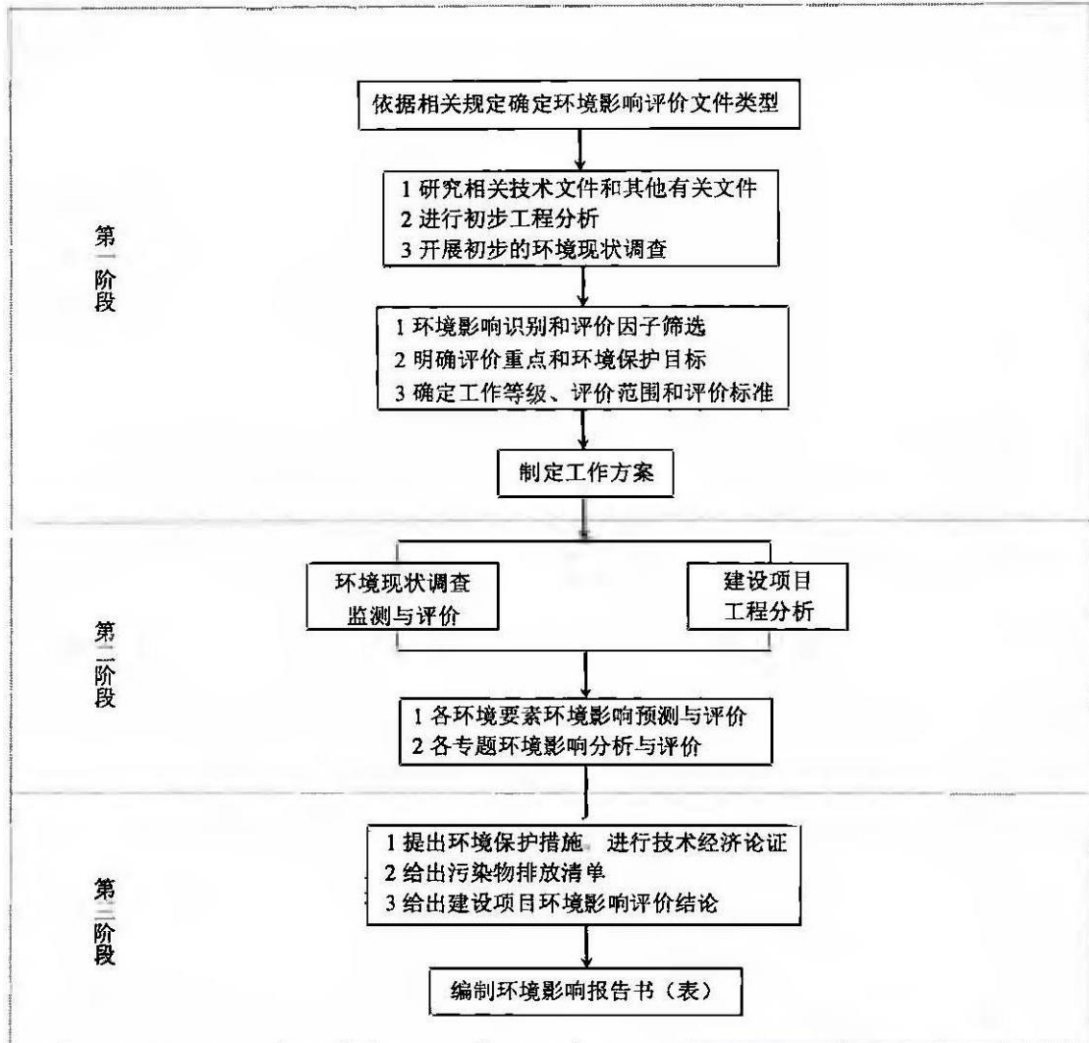 依据相关规定确定环境影响评价文件类型
1 研究相关技术文件和其他有关文件
2 进行初步工程分析
3 开展初步的环境现状调查
第一阶段
1 环境影响识别和评价因子筛选
2 明确评价重点和环境保护目标
3 确定工作等级、评价范围和评价标准
制定工作方案
环境现状调查
监测与评价
建设项目
工程分析
第二阶段
1 各环境要素环境影响预测与评价
2 各专题环境影响分析与评价
1 提出环境保护措施，进行技术经济论证
2 给出污染物排放清单
3 给出建设项目环境影响评价结论
第三阶段
编制环境影响报告书（表）